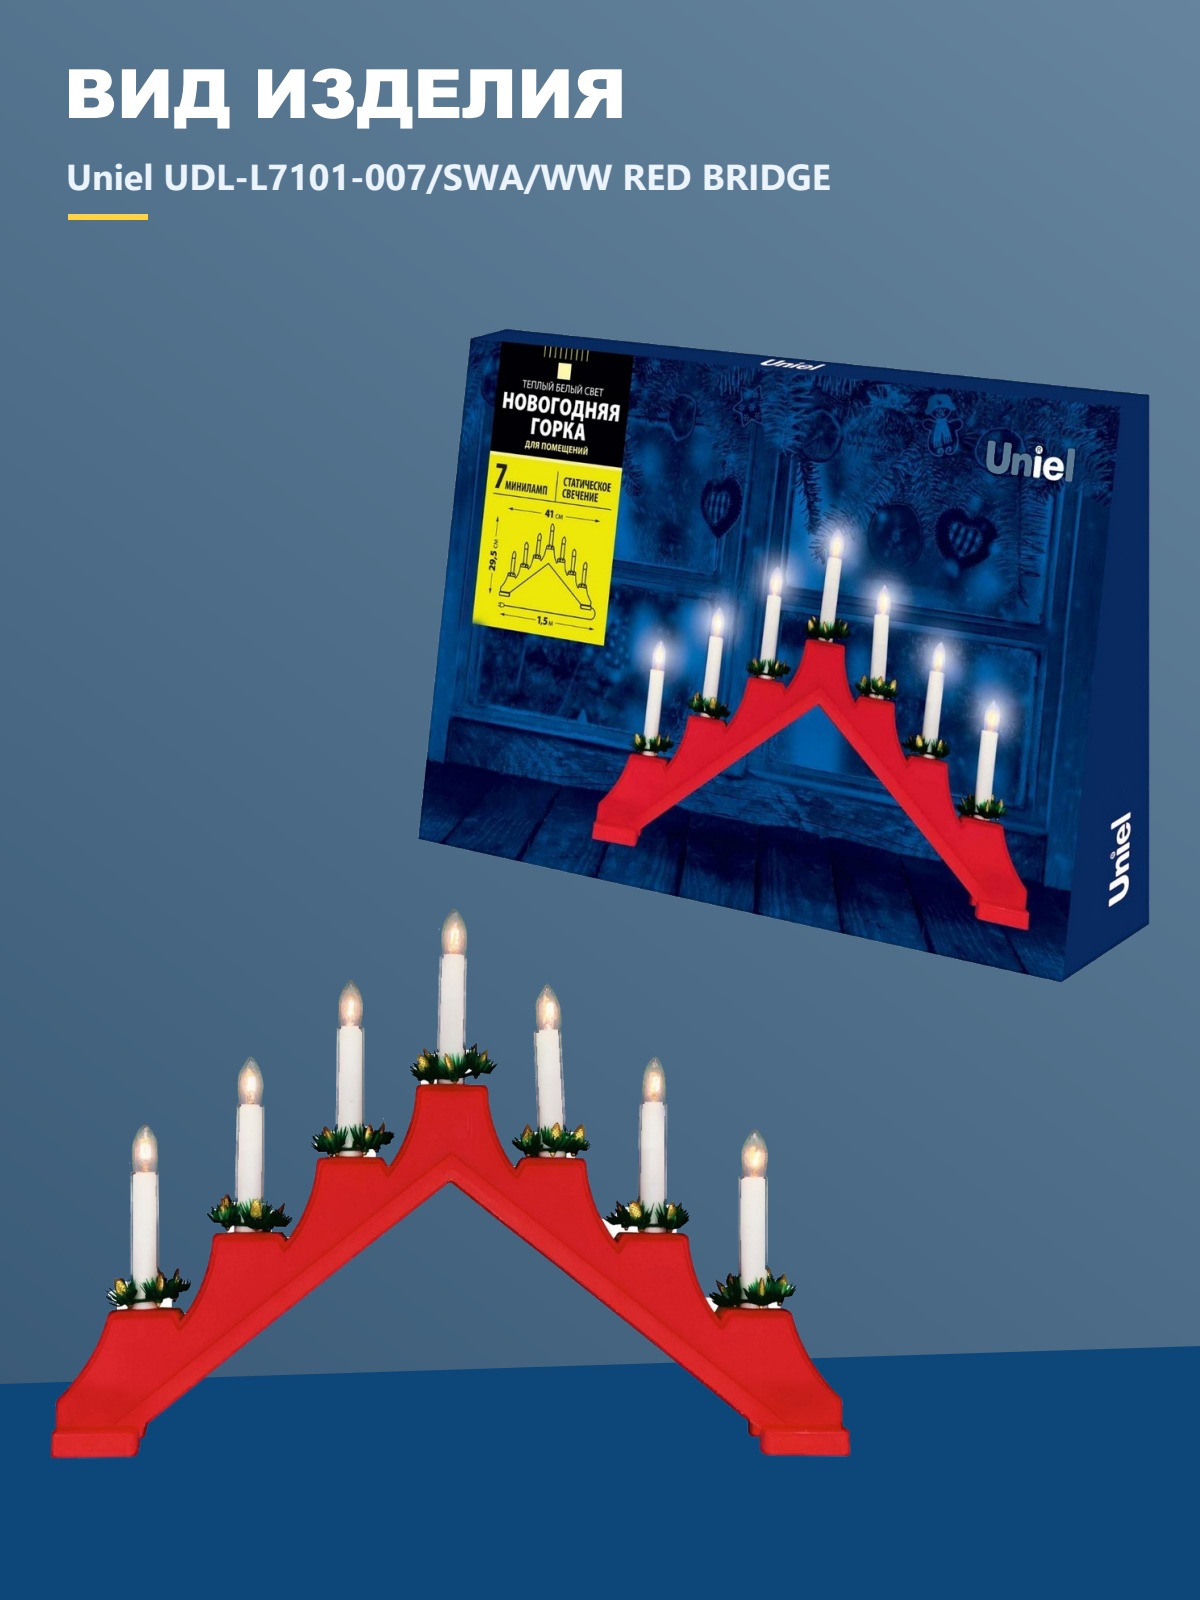 ВИД ИЗДЕЛИЯ
Uniel UDL-L7101-007/SWA/WW RED BRIDGE
Uniel
ТЕПЛЫЙ БЕЛЫЙ СВЕТ
НОВОГОДНЯЯ
ГОРКА
ДЛЯ ПОМЕЩЕНИЙ
7 МИНИЛАМП
СТАТИЧЕСКОЕ
СВЕЧЕНИЕ
41 СМ
29,5 СМ
1,5 М
Uniel
Uniel